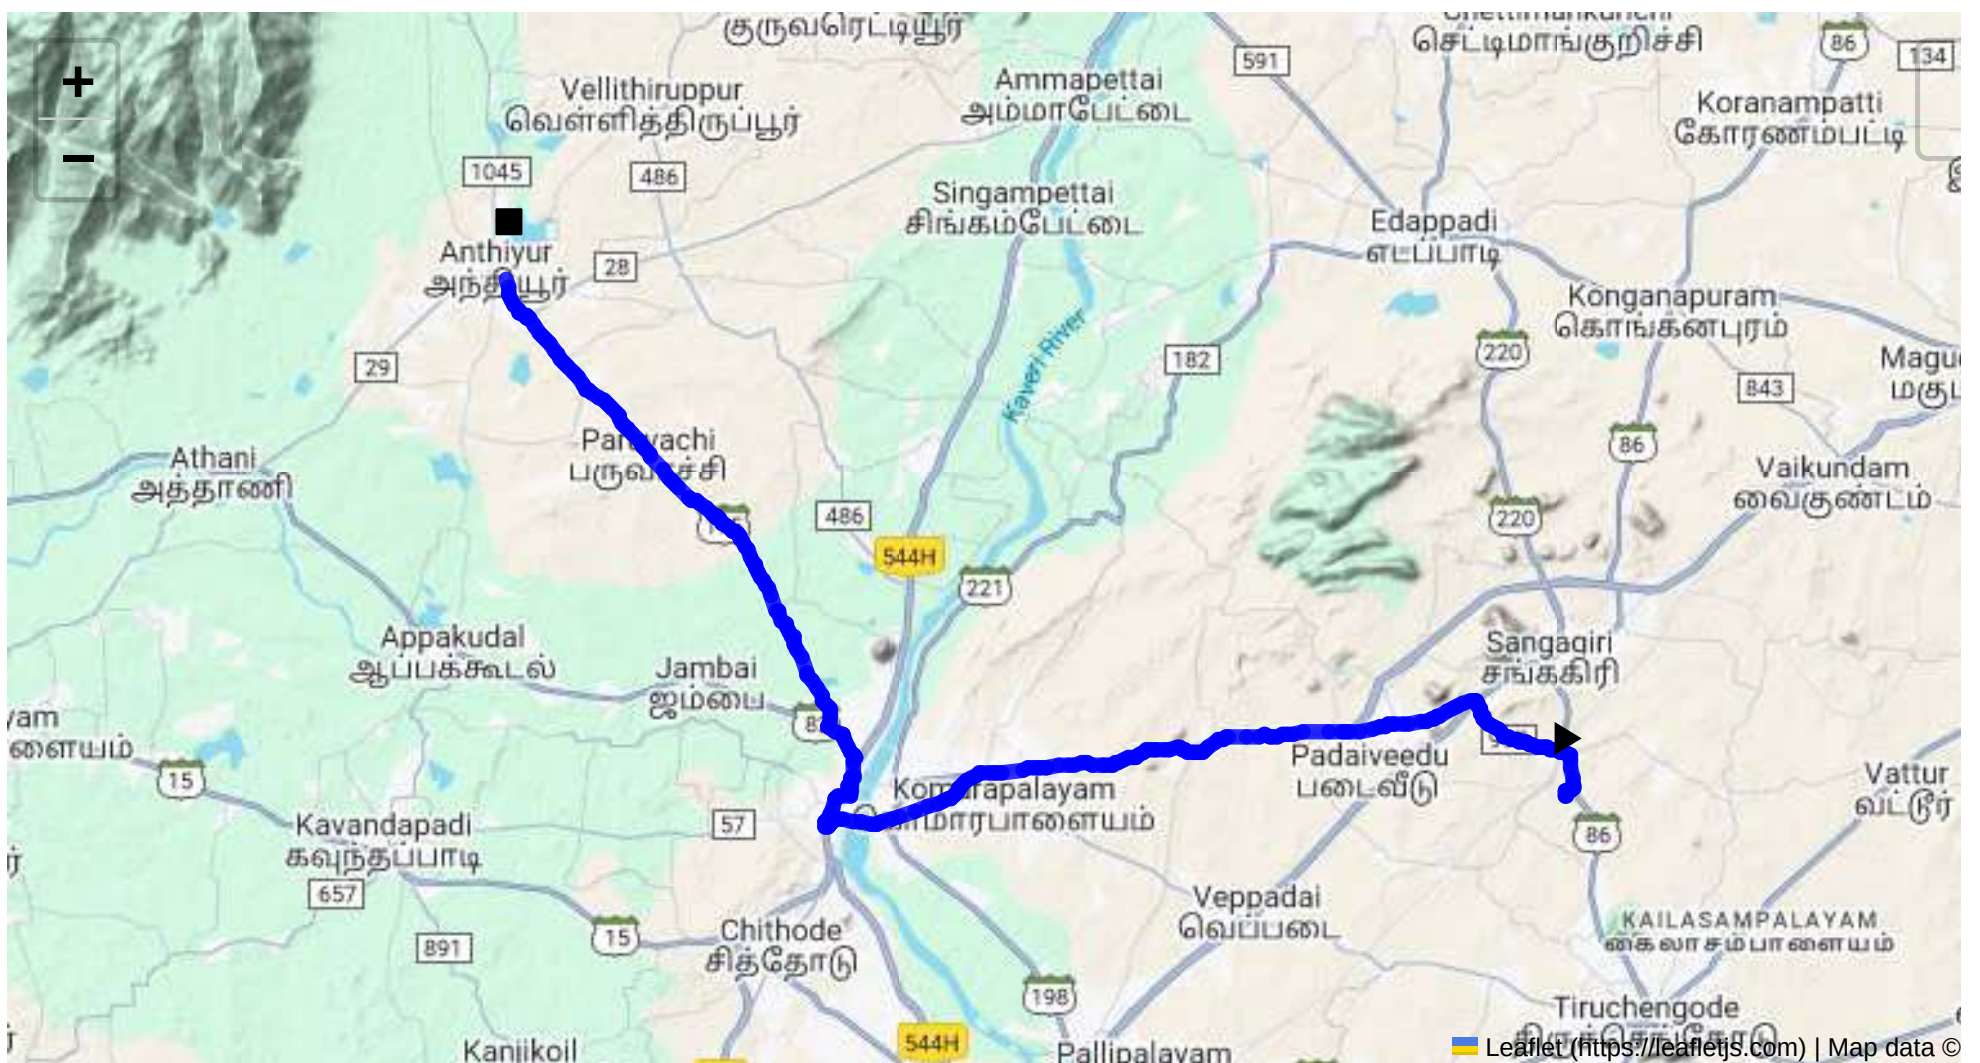 குருவரெட்டியூர்
செட்டிமாங்குறிச்சி
86
134
591
+
−
Vellithiruppur
வெள்ளித்திருப்பூர்
Ammapettai
அம்மாபேட்டை
Koranampatti
கோரணம்பட்டி
1045
486
Singampettai
சிங்கம்பேட்டை
Edappadi
எடப்பாடி
Anthiyur
28
Konganapuram
கொங்கணபுரம்
Kaveri River
29
182
220
843
86
Athani
அத்தாணி
Vaikundam
வைகுண்டம்
486
220
544H
221
Appakudal
ஆப்பக்கூடல்
Jambai
ஜம்பை
Sangagiri
சங்ககிரி
15
Padaiveedu
படைவீடு
Vattur
வட்டூர்
Komarapalayam
57
86
Kavandapadi
கவுந்தப்பாடி
657
Veppadai
வெப்படை
KAILASAMPALAYAM
கைலாசம்பாளையம்
Chithode
சித்தோடு
15
891
198
Tiruchengode
544H
Kanjikoil
Pallipalayam
Leaflet (https://leafletjs.com) | Map data ©